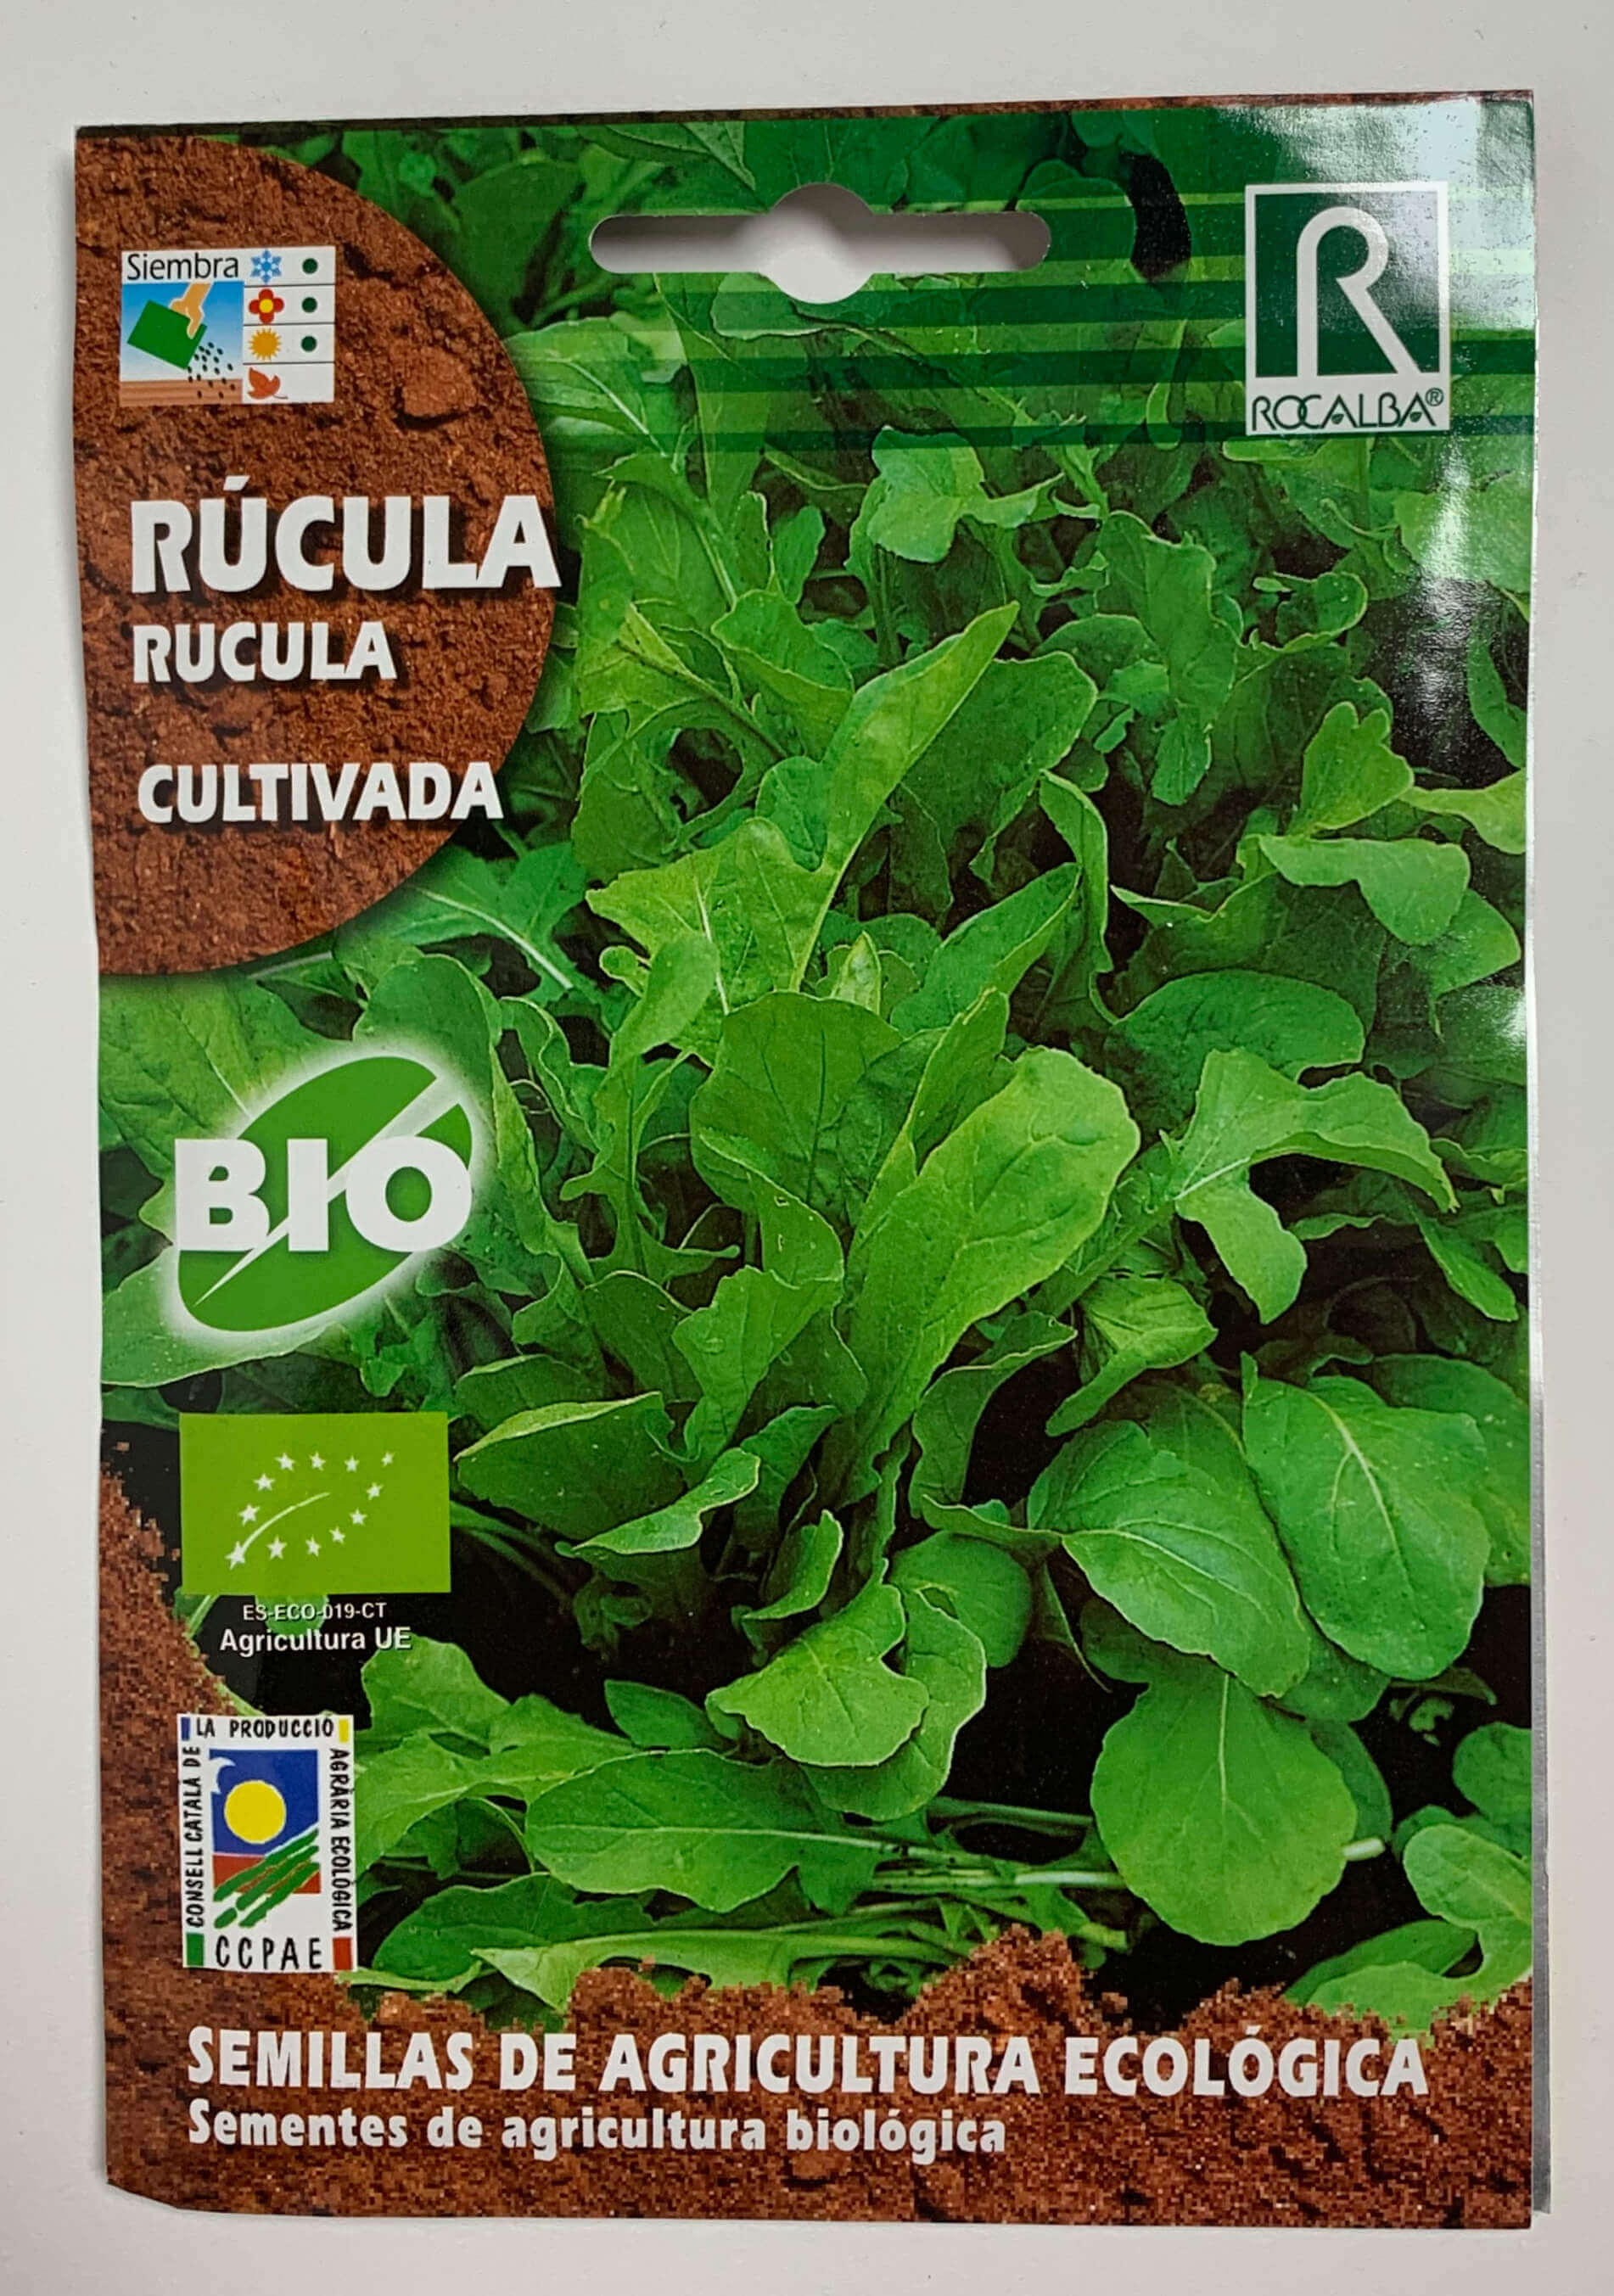 Siembra
R
ROCALBA®
RÚCULA
RUCULA
CULTIVADA
BIO
ES-ECO-019-CT
Agricultura UE
CONSELL CATALÀ DE
LA PRODUCCIÓ
AGRÀRIA ECOLÒGICA
CCPAE
SEMILLAS DE AGRICULTURA ECOLÓGICA
Sementes de agricultura biológica